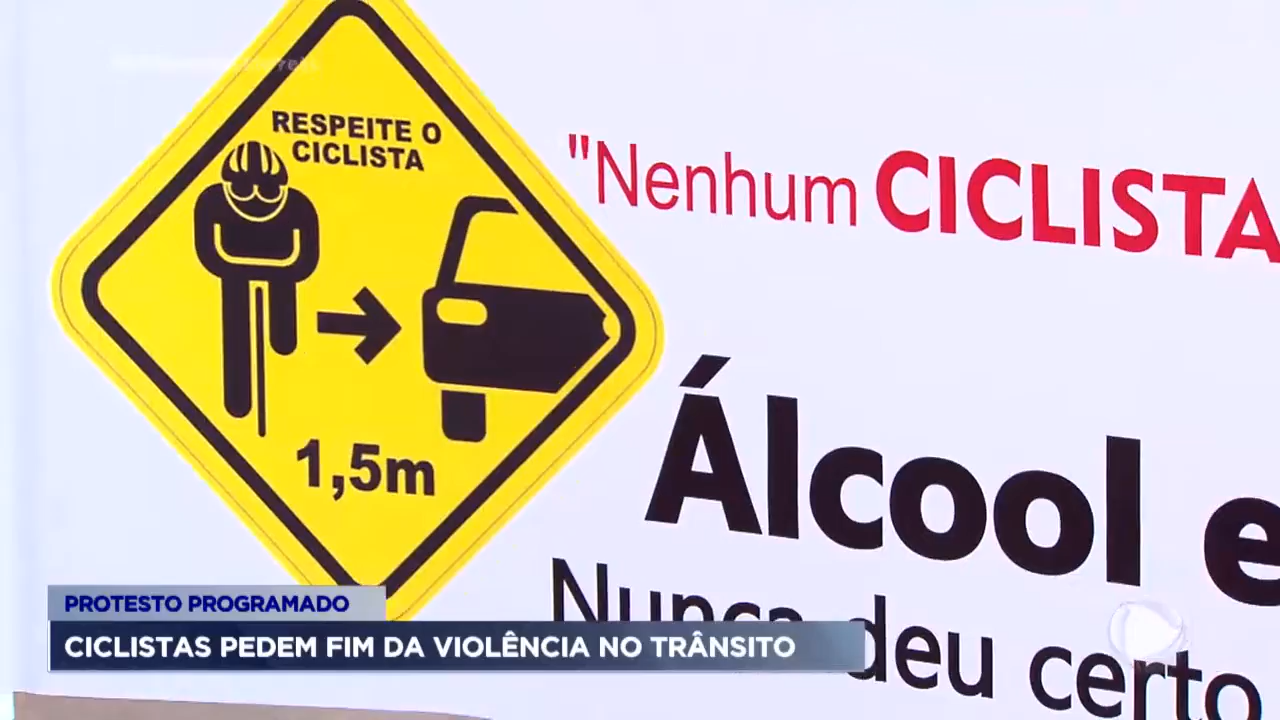 RESPEITE O
CICLISTA
1,5m
"Nenhum CICLISTA
Álcool e
Nunca deu certo
PROTESTO PROGRAMADO
CICLISTAS PEDEM FIM DA VIOLÊNCIA NO TRÂNSITO